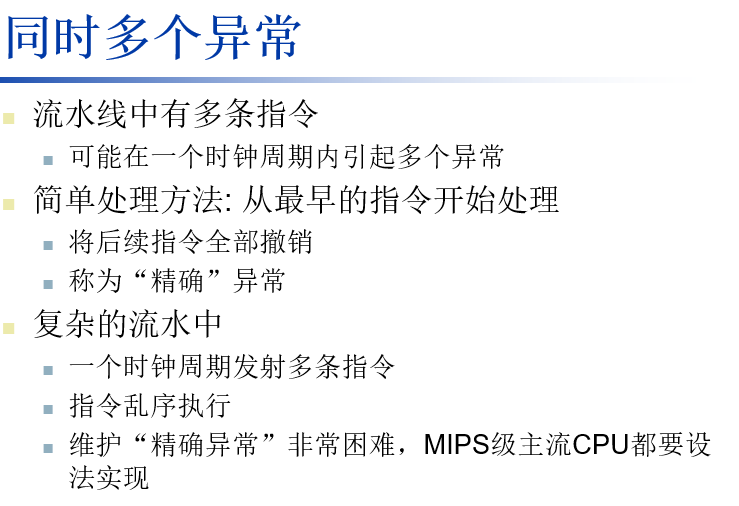 同时多个异常
流水线中有多条指令
可能在一个时钟周期内引起多个异常
简单处理方法: 从最早的指令开始处理
将后续指令全部撤销
称为“精确”异常
复杂的流水中
一个时钟周期发射多条指令
指令乱序执行
维护“精确异常”非常困难，MIPS级主流CPU都要设
法实现